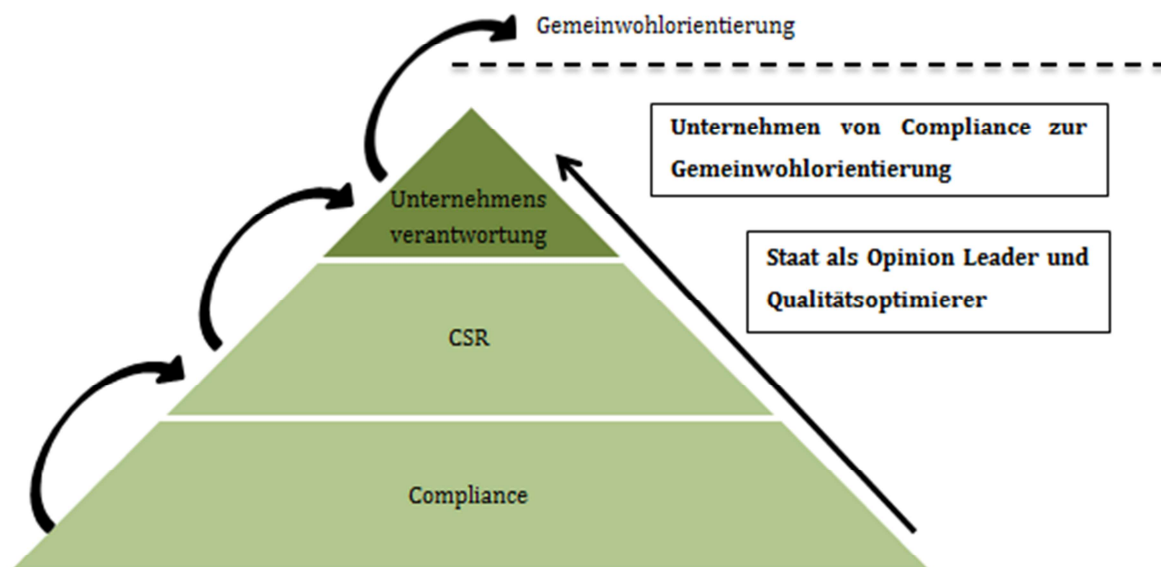 Gemeinwohlorientierung
Unternehmen von Compliance zur
Gemeinwohlorientierung
Unternehmens
verantwortung
Staat als Opinion Leader und
Qualitätsoptimierer
CSR
Compliance